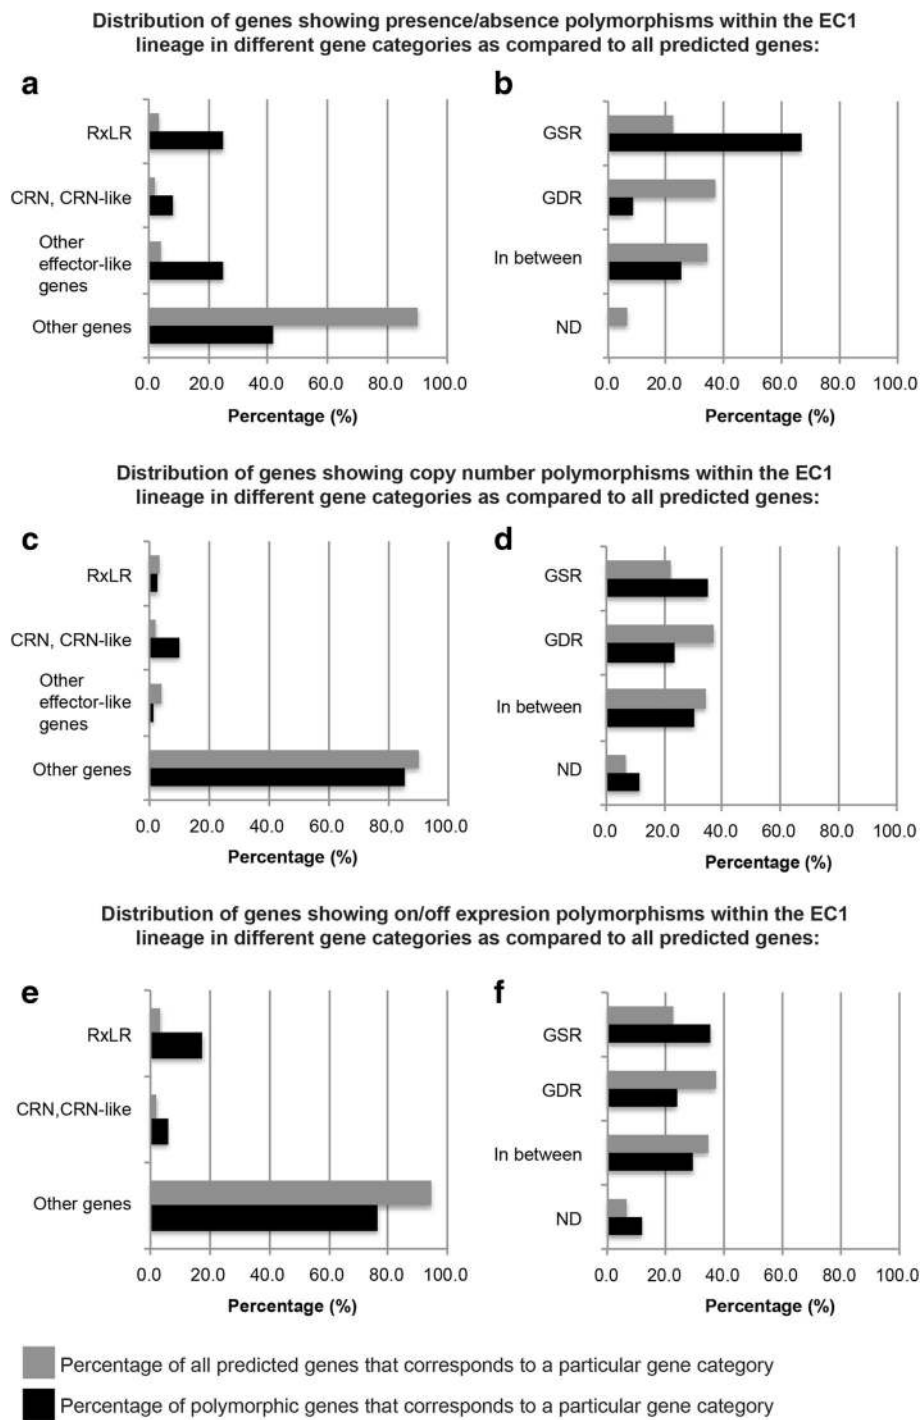 Distribution of genes showing presence/absence polymorphisms within the EC1
lineage in different gene categories as compared to all predicted genes:
a
RxLR
CRN, CRN-like
Other
effector-like
genes
Other genes
0.0 20.0 40.0 60.0 80.0 100.0
Percentage (%)
b
GSR
GDR
In between
ND
0.0 20.0 40.0 60.0 80.0 100.0
Percentage (%)
Distribution of genes showing copy number polymorphisms within the EC1
lineage in different gene categories as compared to all predicted genes:
c
RxLR
CRN, CRN-like
Other
effector-like
genes
Other genes
0.0 20.0 40.0 60.0 80.0 100.0
Percentage (%)
d
GSR
GDR
In between
ND
0.0 20.0 40.0 60.0 80.0 100.0
Percentage (%)
Distribution of genes showing on/off expresion polymorphisms within the EC1
lineage in different gene categories as compared to all predicted genes:
e
RxLR
CRN,CRN-like
Other genes
0.0 20.0 40.0 60.0 80.0 100.0
Percentage (%)
f
GSR
GDR
In between
ND
0.0 20.0 40.0 60.0 80.0 100.0
Percentage (%)
Percentage of all predicted genes that corresponds to a particular gene category
Percentage of polymorphic genes that corresponds to a particular gene category